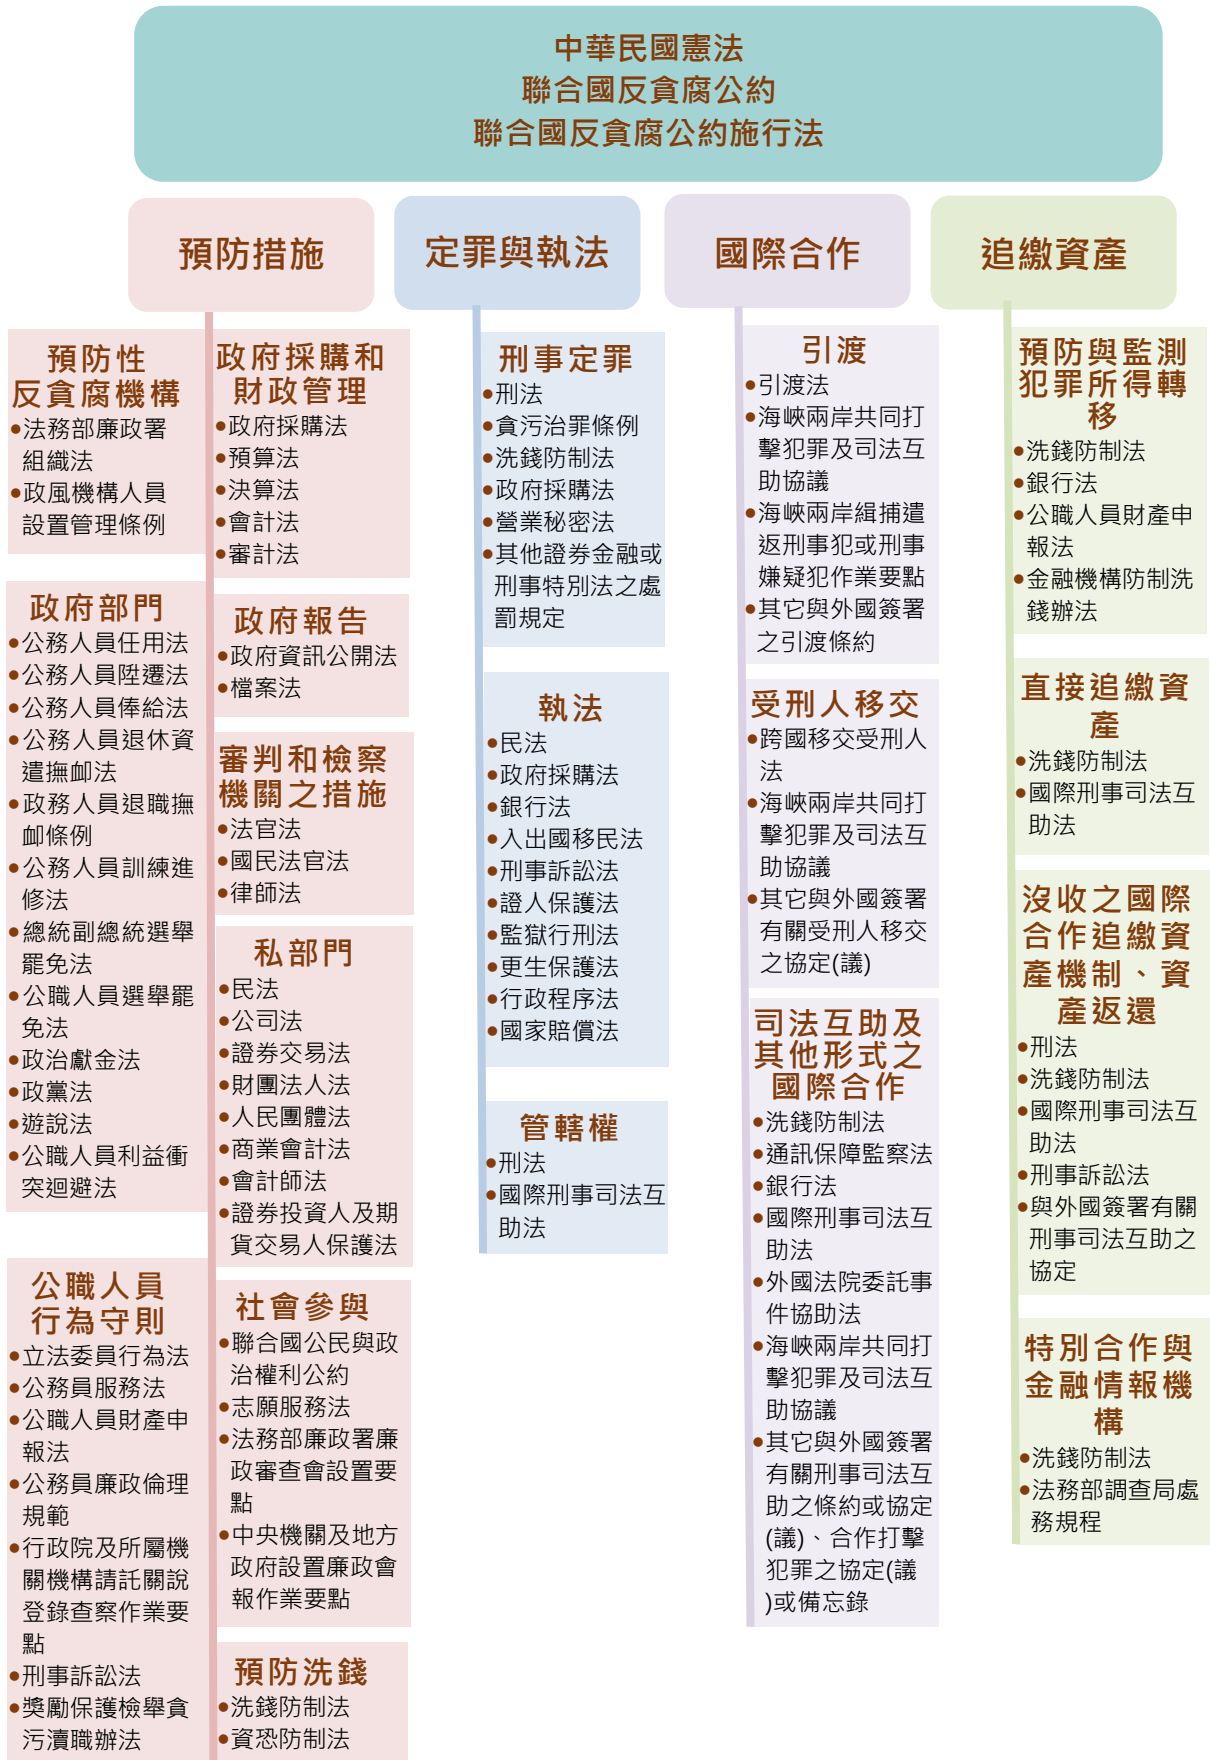 中華民國憲法
聯合國反貪腐公約
聯合國反貪腐公約施行法
預防措施
預防性
反貪腐機構
●法務部廉政署
組織法
●政風機構人員
設置管理條例
政府部門
●公務人員任用法
●公務人員陞遷法
●公務人員俸給法
●公務人員退休資
遣撫卹法
●政務人員退職撫
卹條例
●公務人員訓練進
修法
●總統副總統選舉
罷免法
●公職人員選舉罷
免法
●政治獻金法
●政黨法
●遊說法
●公職人員利益衝
突迴避法
公職人員
行為守則
●立法委員行為法
●公務員服務法
●公職人員財產申
報法
●公務員廉政倫理
規範
●行政院及所屬機
關機構請託關說
登錄查察作業要
點
●刑事訴訟法
●獎勵保護檢舉貪
污瀆職辦法
政府採購和
財政管理
●政府採購法
●預算法
●決算法
●會計法
●審計法
政府報告
●政府資訊公開法
●檔案法
審判和檢察
機關之措施
●法官法
●國民法官法
●律師法
私部門
●民法
●公司法
●證券交易法
●財團法人法
●人民團體法
●商業會計法
●會計師法
●證券投資人及期
貨交易人保護法
社會參與
●聯合國公民與政
治權利公約
●志願服務法
●法務部廉政署廉
政審查會設置要
點
●中央機關及地方
政府設置廉政會
報作業要點
預防洗錢
●洗錢防制法
●資恐防制法
定罪與執法
刑事定罪
●刑法
●貪污治罪條例
●洗錢防制法
●政府採購法
●營業秘密法
●其他證券金融或
刑事特別法之處
罰規定
執法
●民法
●政府採購法
●銀行法
●入出國移民法
●刑事訴訟法
●證人保護法
●監獄行刑法
●更生保護法
●行政程序法
●國家賠償法
管轄權
●刑法
●國際刑事司法互
助法
國際合作
引渡
●引渡法
●海峽兩岸共同打
擊犯罪及司法互
助協議
●海峽兩岸緝捕遣
返刑事犯或刑事
嫌疑犯作業要點
●其它與外國簽署
之引渡條約
受刑人移交
●跨國移交受刑人
法
●海峽兩岸共同打
擊犯罪及司法互
助協議
●其它與外國簽署
有關受刑人移交
之協定(議)
司法互助及
其他形式之
國際合作
●洗錢防制法
●通訊保障監察法
●銀行法
●國際刑事司法互
助法
●外國法院委託事
件協助法
●海峽兩岸共同打
擊犯罪及司法互
助協議
●其它與外國簽署
有關刑事司法互
助之條約或協定
(議)、合作打擊
犯罪之協定(議
)或備忘錄
追繳資產
預防與監測
犯罪所得轉
移
●洗錢防制法
●銀行法
●公職人員財產申
報法
●金融機構防制洗
錢辦法
直接追繳資
產
●洗錢防制法
●國際刑事司法互
助法
沒收之國際
合作追繳資
產機制、資
產返還
●刑法
●洗錢防制法
●國際刑事司法互
助法
●刑事訴訟法
●與外國簽署有關
刑事司法互助之
協定
特別合作與
金融情報機
構
●洗錢防制法
●法務部調查局處
務規程